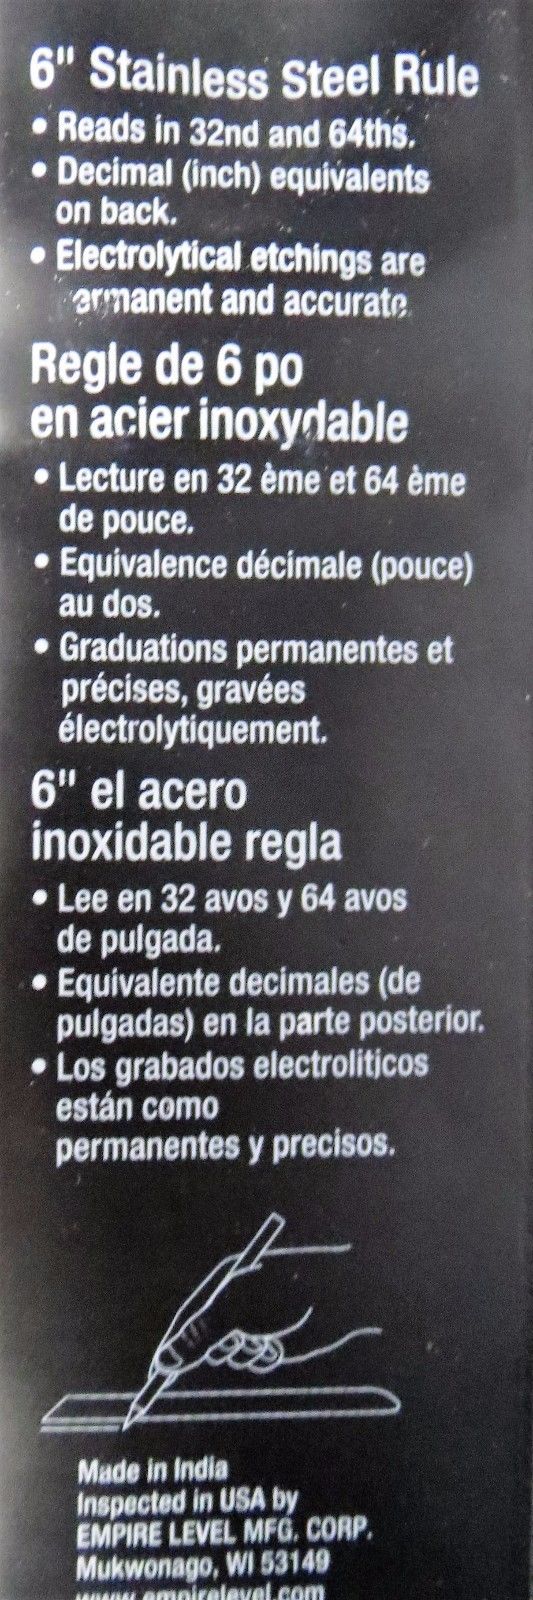 6" Stainless Steel Rule
• Reads in 32nd and 64ths.
• Decimal (inch) equivalents
on back.
• Electrolytical etchings are
ermanent and accurate
Regle de 6 po
en acier inoxydable
• Lecture en 32 ème et 64 ème
de pouce.
• Equivalence décimale (pouce)
au dos.
• Graduations permanentes et
précises, gravées
électrolytiquement.
6" el acero
inoxidable regla
• Lee en 32 avos y 64 avos
de pulgada.
• Equivalente decimales (de
pulgadas) en la parte posterior.
• Los grabados electroliticos
están como
permanentes y precisos.
Made in India
Inspected in USA by
EMPIRE LEVEL MFG. CORP.
Mukwonago, WI 53149
www.empirelevel.com